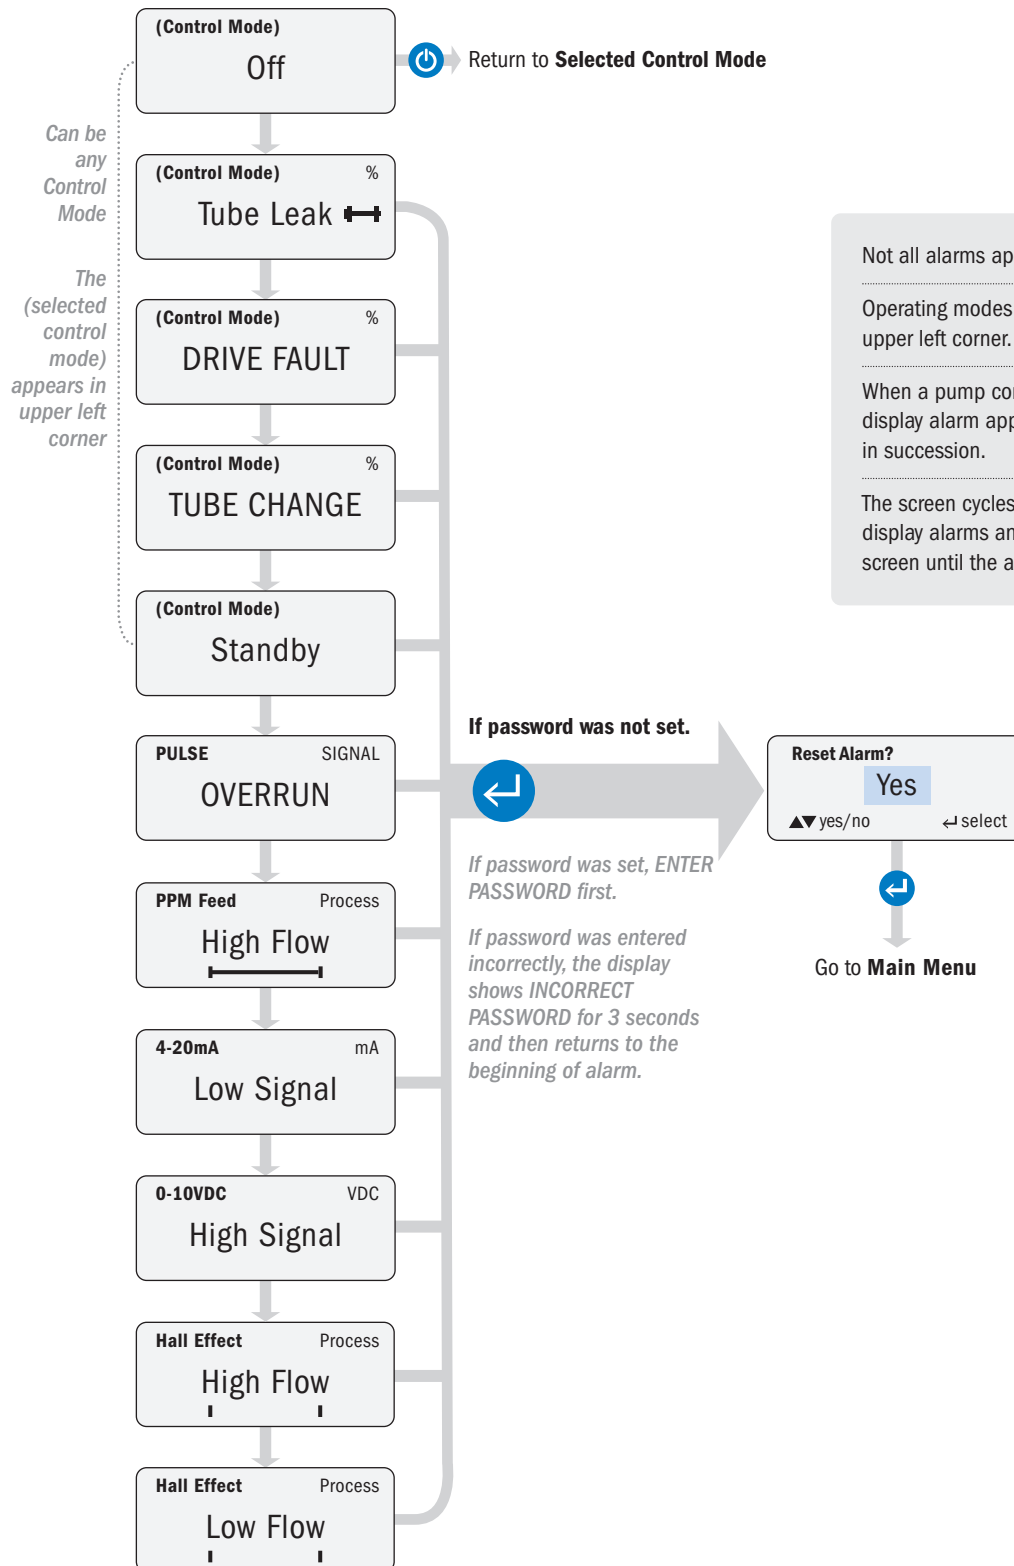 (Control Mode)
Off
Return to Selected Control Mode
Can be
any
Control
Mode
The
(selected
control
mode)
appears in
upper left
corner
(Control Mode) %
Tube Leak
(Control Mode) %
DRIVE FAULT
(Control Mode) %
TUBE CHANGE
(Control Mode)
Standby
PULSE SIGNAL
OVERRUN
PPM Feed Process
High Flow
4-20mA mA
Low Signal
0-10VDC VDC
High Signal
Hall Effect Process
High Flow
Hall Effect Process
Low Flow
Not all alarms
Operating modes
upper left corner.
When a pump
display alarm
in succession.
The screen cycles
display alarms
screen until the
If password was not set.
If password was set, ENTER
PASSWORD first.
If password was entered
incorrectly, the display
shows INCORRECT
PASSWORD for 3 seconds
and then returns to the
beginning of alarm.
Reset Alarm?
Yes
▲▼ yes/no ↵ select
Go to Main Menu